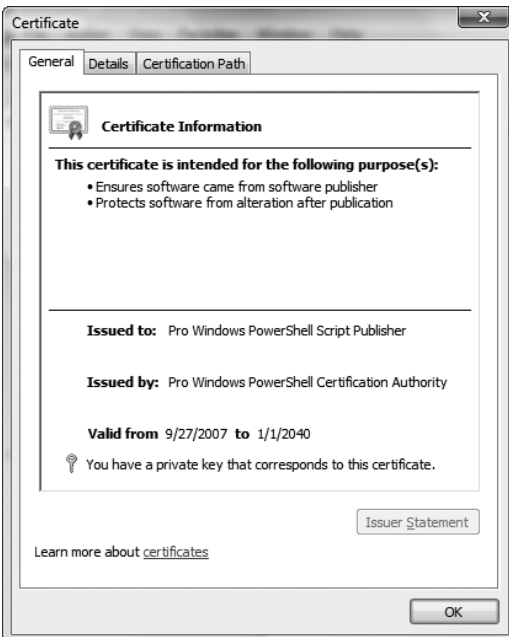 Certificate
X
General Details Certification Path
Certificate Information
This certificate is intended for the following purpose(s):
• Ensures software came from software publisher
• Protects software from alteration after publication
Issued to: Pro Windows PowerShell Script Publisher
Issued by: Pro Windows PowerShell Certification Authority
Valid from 9/27/2007 to 1/1/2040
You have a private key that corresponds to this certificate.
Issuer Statement
Learn more about certificates
OK